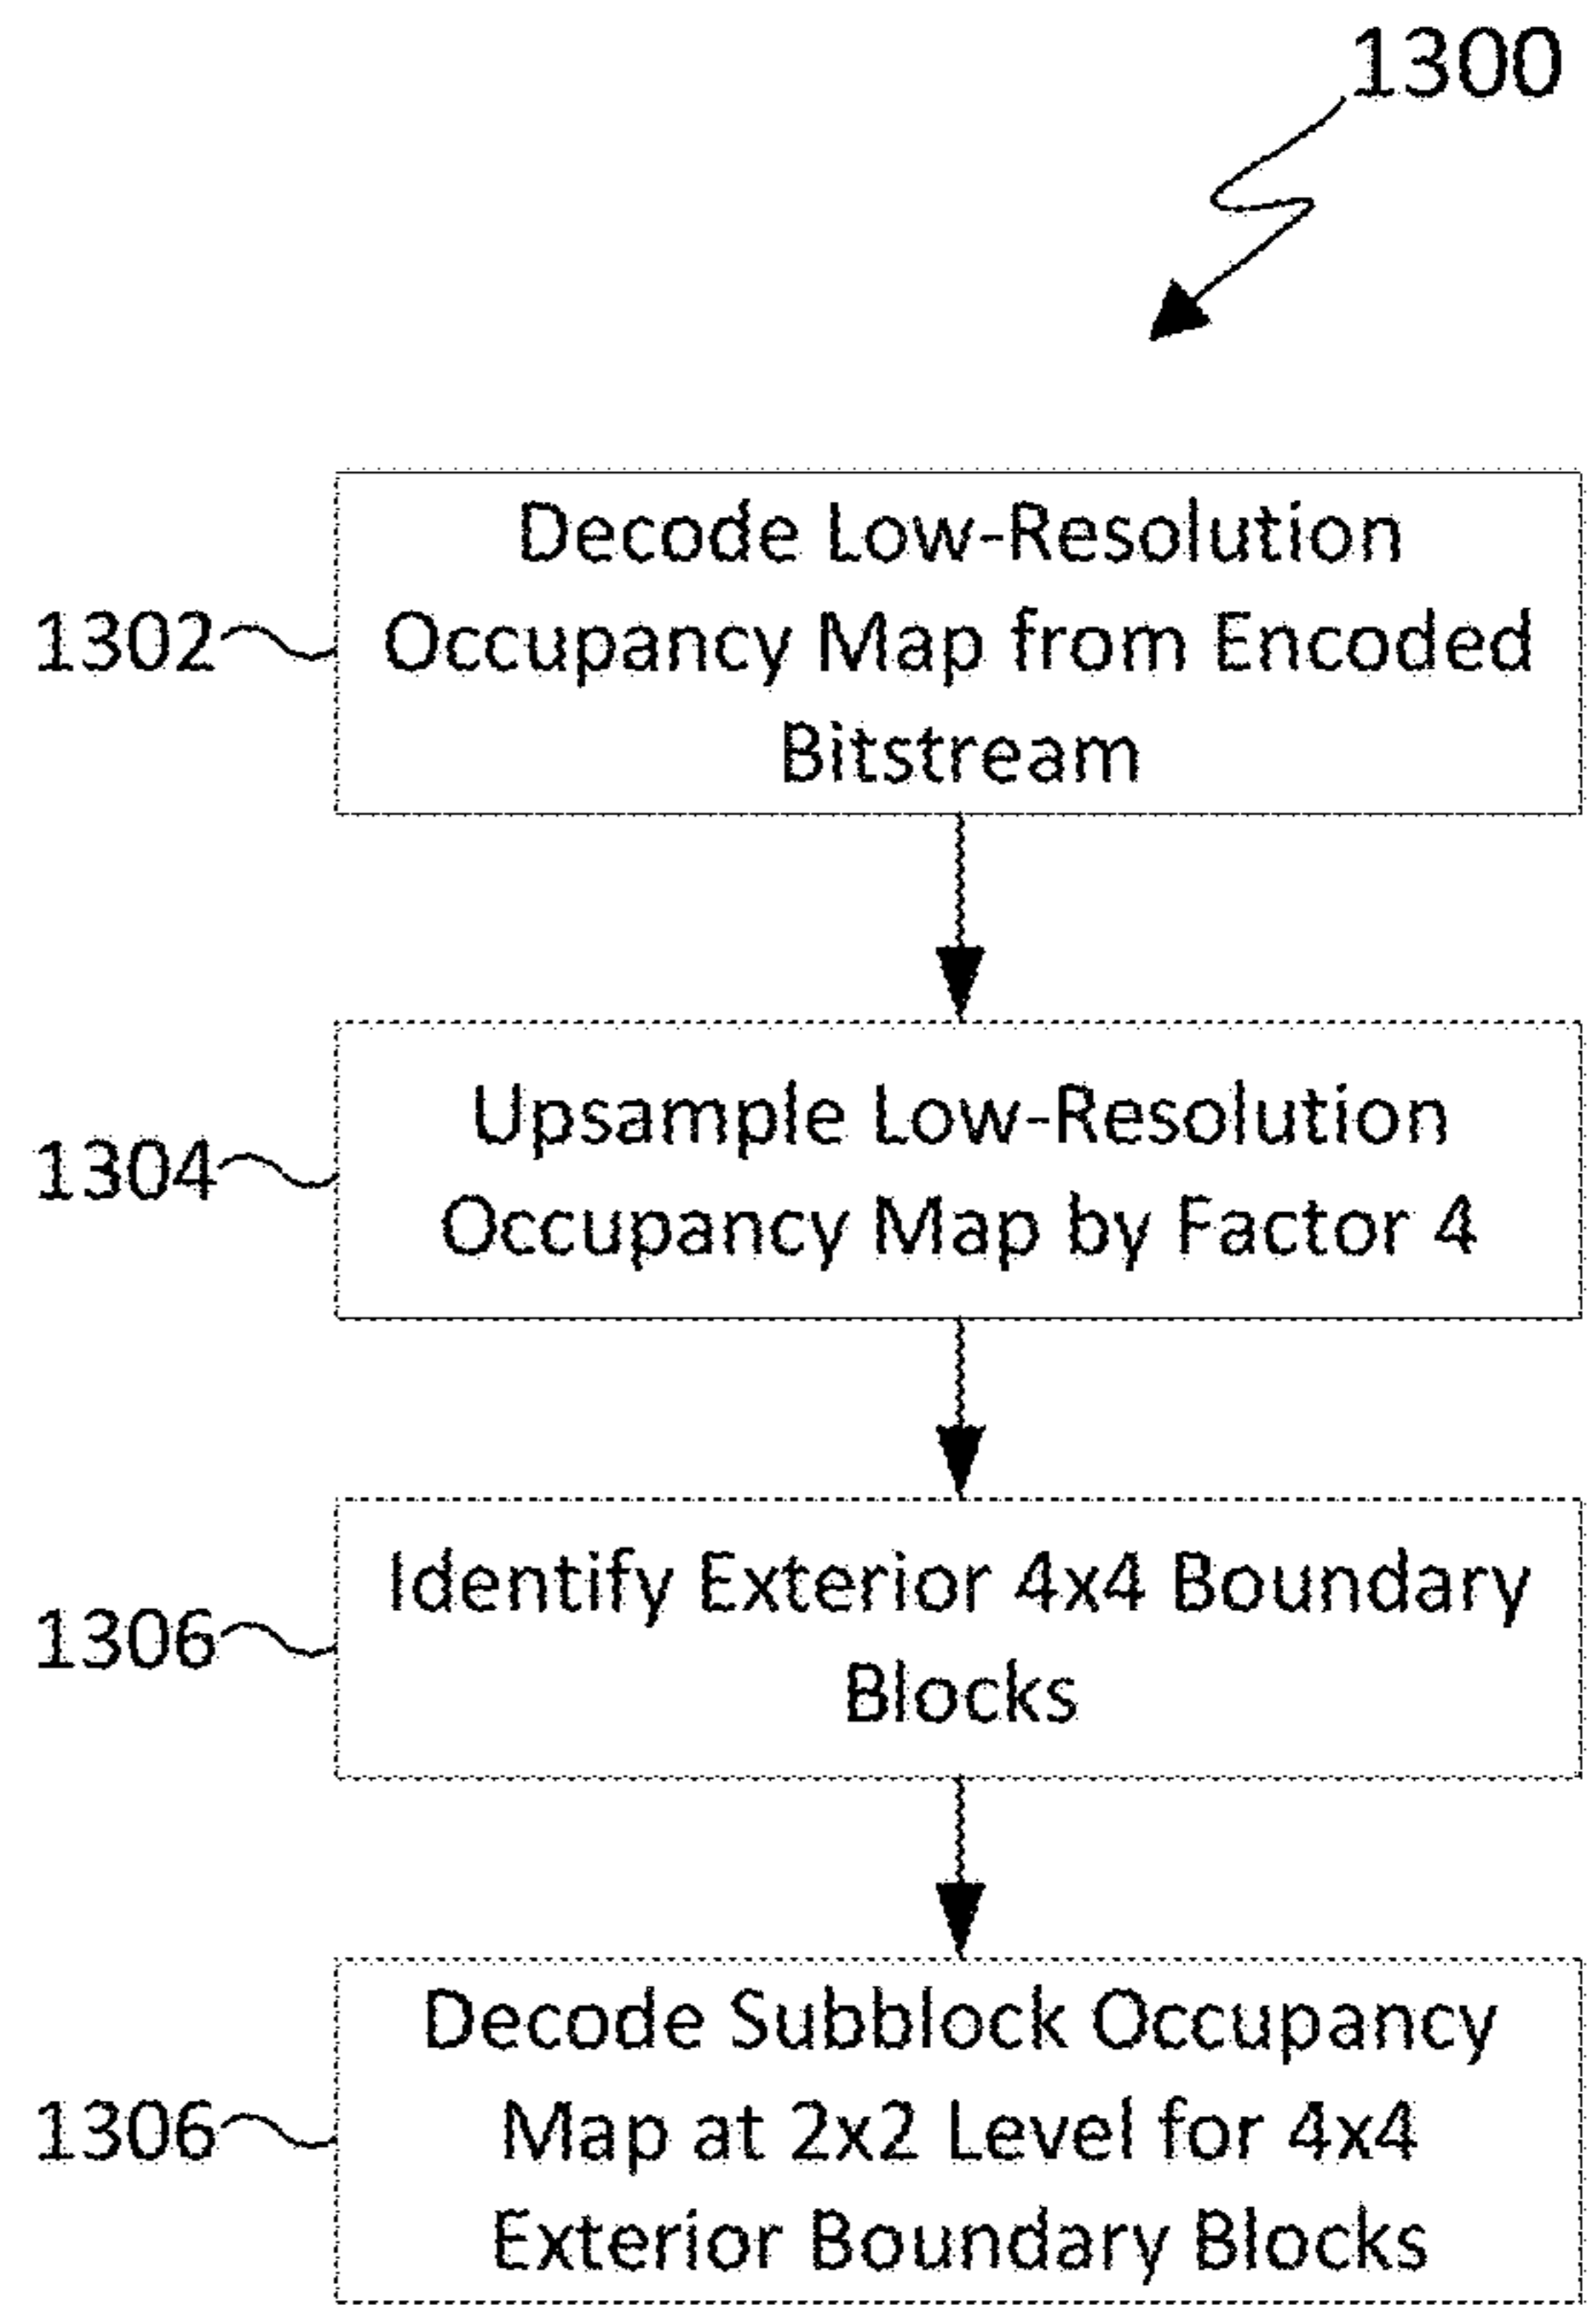 1300
Decode Low-Resolution
1302 Occupancy Map from Encoded
Bitstream
Upsample Low-Resolution
1304 Occupancy Map by Factor 4
Identify Exterior 4x4 Boundary
1306
Blocks
Decode Subblock Occupancy
1306 Map at 2x2 Level for 4x4
Exterior Boundary Blocks